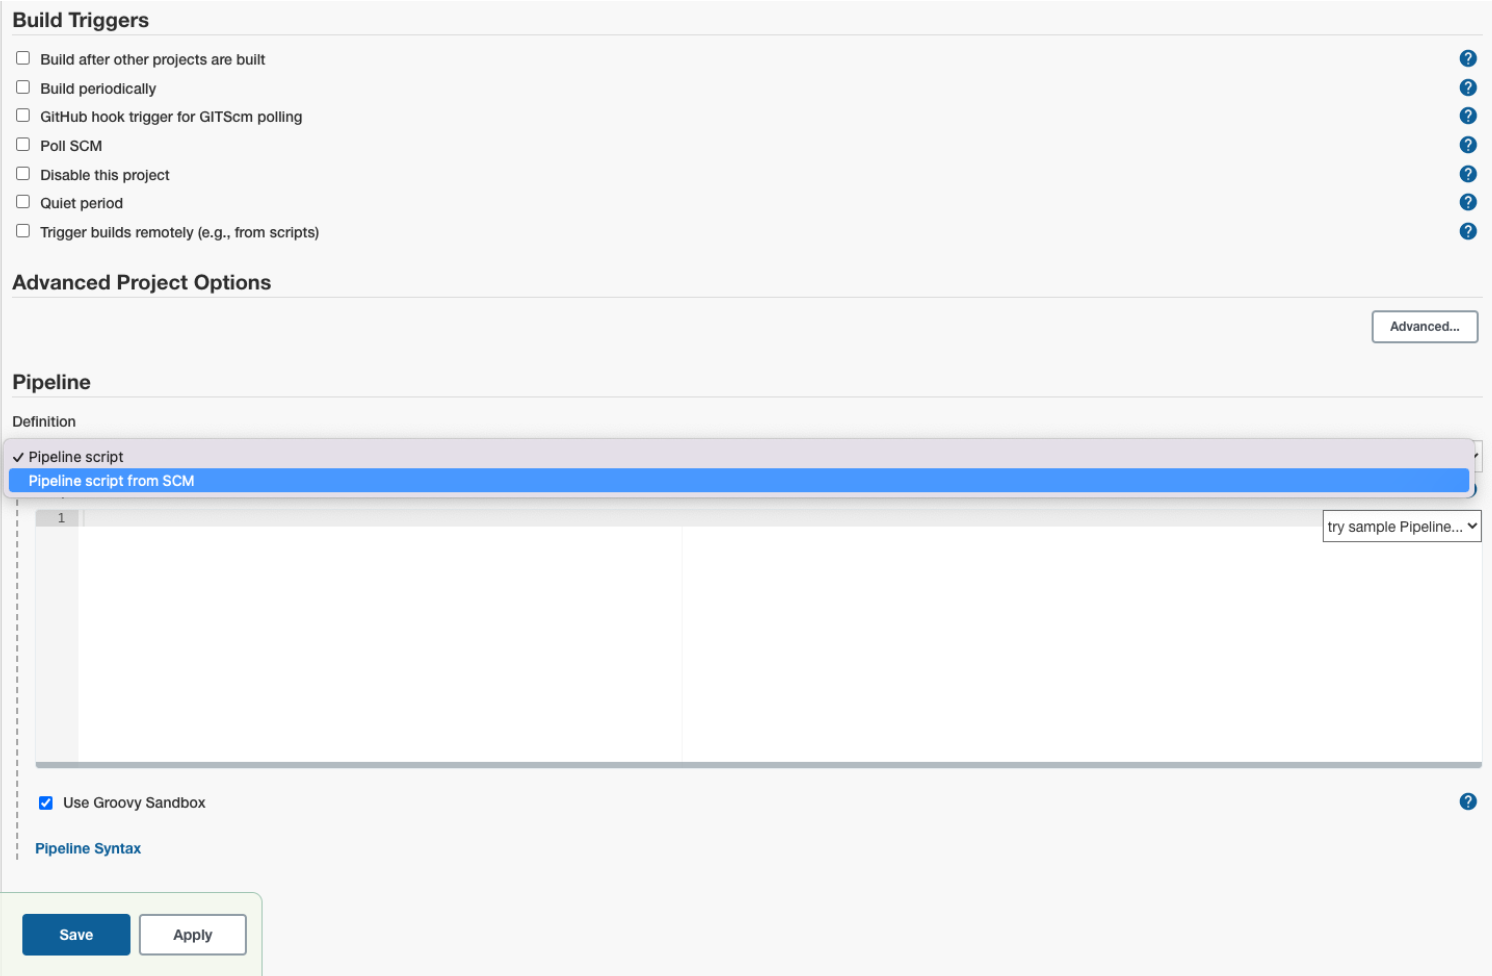 Build Triggers
Build after other projects are built
?
Build periodically
?
GitHub hook trigger for GITScm polling
?
Poll SCM
?
Disable this project
?
Quiet period
?
Trigger builds remotely (e.g., from scripts)
?
Advanced Project Options
Advanced...
Pipeline
Definition
✓ Pipeline script
Pipeline script from SCM
1
try sample Pipeline...
Use Groovy Sandbox
?
Pipeline Syntax
Save
Apply